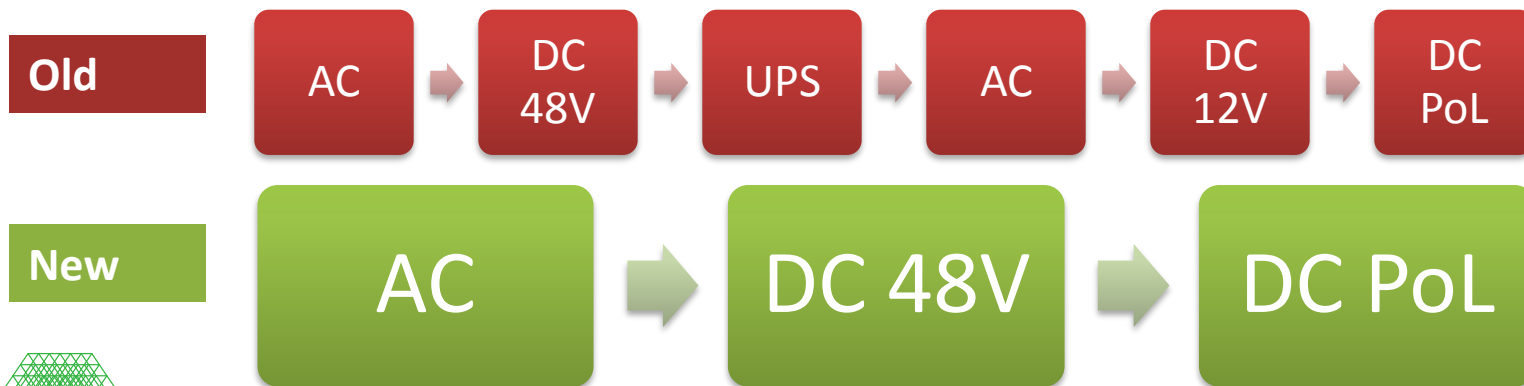 Old
AC
DC
48V
UPS
AC
DC
12V
DC
PoL
New
AC
DC 48V
DC PoL